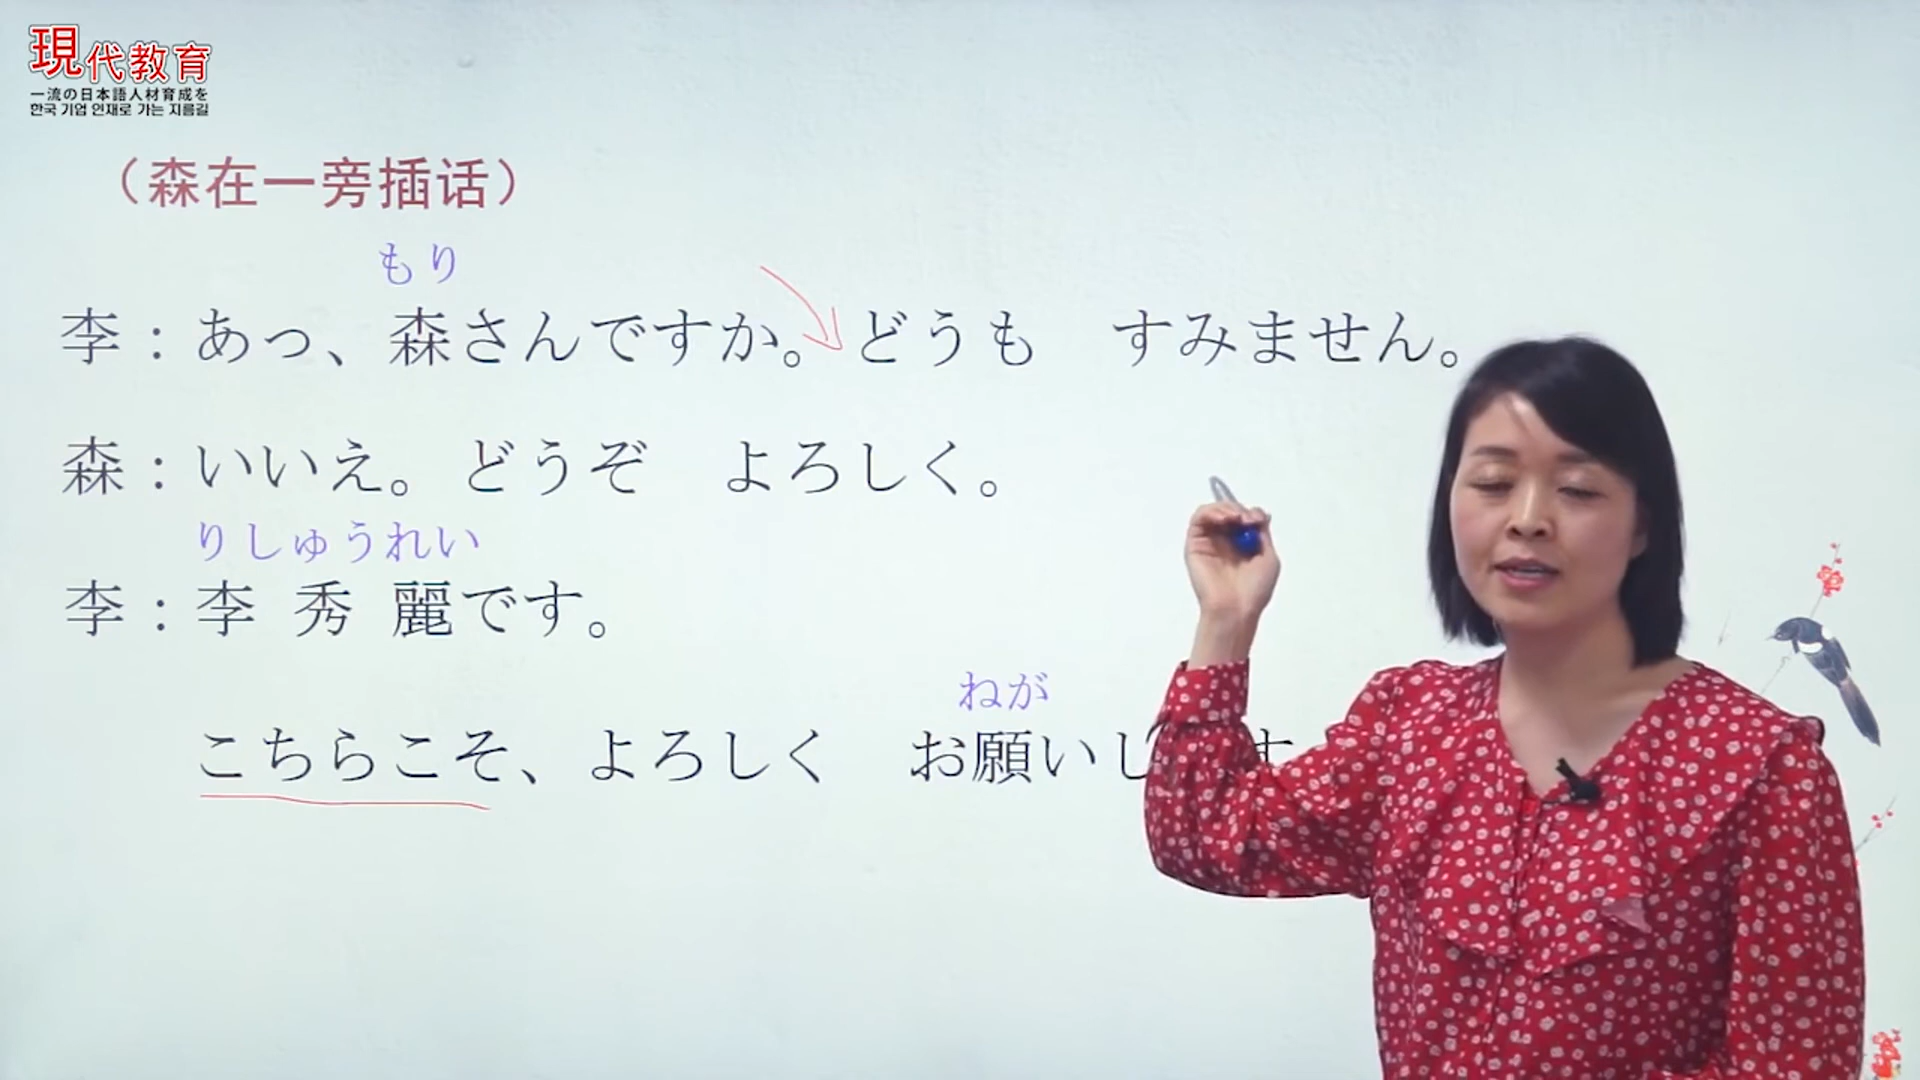 現代教育
一流の日本語人材育成を
한국 기업 인재로 가는 지름길
（森在一旁插话）
もり
李：あっ、森さんですか。どうも　すみません。
森：いいえ。どうぞ　よろしく。
りしゅうれい
李：李 秀 麗です。
ねが
こちらこそ、よろしく　お願いし